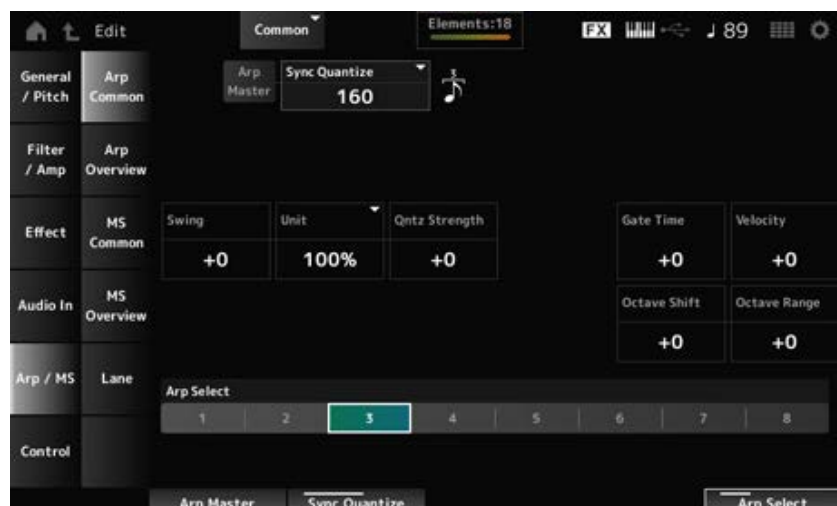 Edit
Common
Elements:18
FX
89
General / Pitch
Arp Common
Arp Master
Sync Quantize
160
3
Filter / Amp
Arp Overview
Effect
MS Common
Swing
Unit
Qntz Strength
Gate Time
Velocity
+0
100%
+0
+0
+0
Audio In
MS Overview
Octave Shift
Octave Range
+0
+0
Arp / MS
Lane
Arp Select
1 2 3 4 5 6 7 8
Control
Arp Master
Sync Quantize
Arp Select